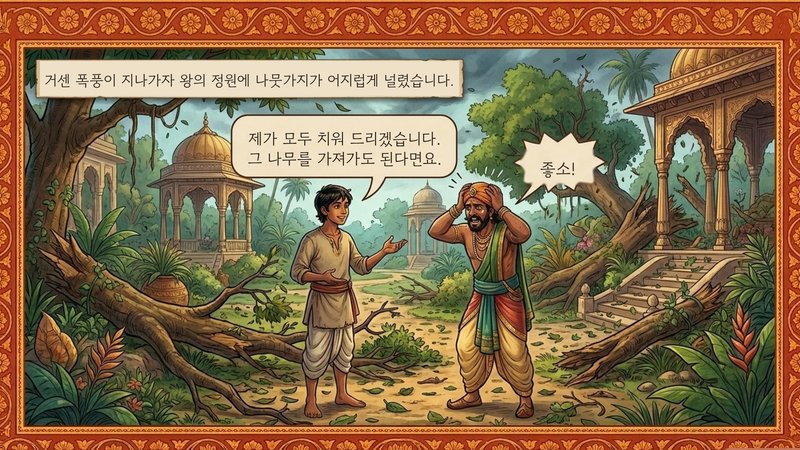 거센 폭풍이 지나가자 왕의 정원에 나뭇가지가 어지럽게 널렸습니다.
제가 모두 치워 드리겠습니다.
그 나무를 가져가도 된다면요.
좋소!